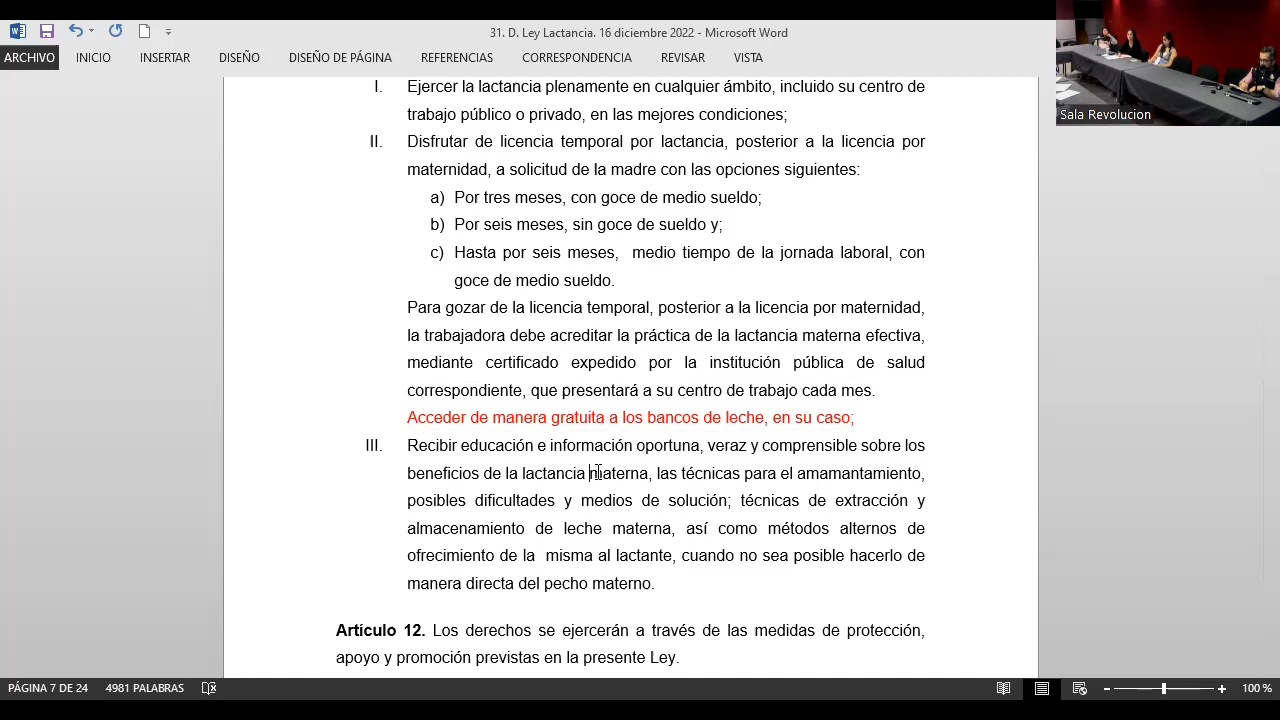 31. D. Ley Lactancia. 16 diciembre 2022 - Microsoft Word
ARCHIVO INICIO INSERTAR DISEÑO DISEÑO DE PÁGINA REFERENCIAS CORRESPONDENCIA REVISAR VISTA
Sala Revolucion
I. Ejercer la lactancia plenamente en cualquier ámbito, incluido su centro de
trabajo público o privado, en las mejores condiciones;
II. Disfrutar de licencia temporal por lactancia, posterior a la licencia por
maternidad, a solicitud de la madre con las opciones siguientes:
a) Por tres meses, con goce de medio sueldo;
b) Por seis meses, sin goce de sueldo y;
c) Hasta por seis meses, medio tiempo de la jornada laboral, con
goce de medio sueldo.
Para gozar de la licencia temporal, posterior a la licencia por maternidad,
la trabajadora debe acreditar la práctica de la lactancia materna efectiva,
mediante certificado expedido por la institución pública de salud
correspondiente, que presentará a su centro de trabajo cada mes.
Acceder de manera gratuita a los bancos de leche, en su caso;
III. Recibir educación e información oportuna, veraz y comprensible sobre los
beneficios de la lactancia materna, las técnicas para el amamantamiento,
posibles dificultades y medios de solución; técnicas de extracción y
almacenamiento de leche materna, así como métodos alternos de
ofrecimiento de la misma al lactante, cuando no sea posible hacerlo de
manera directa del pecho materno.
Artículo 12. Los derechos se ejercerán a través de las medidas de protección,
apoyo y promoción previstas en la presente Ley.
PÁGINA 7 DE 24 4981 PALABRAS 100 %